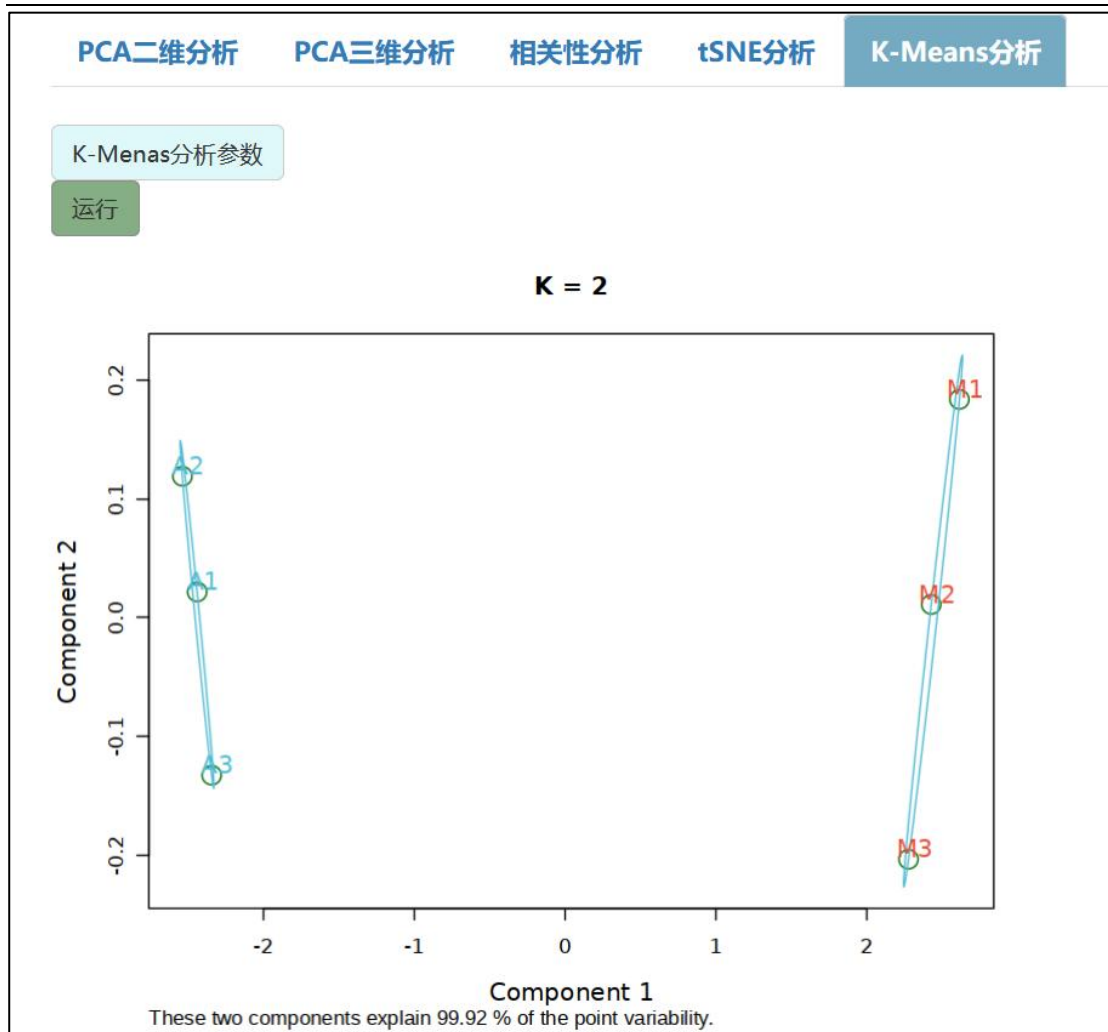 PCA二维分析 PCA三维分析 相关性分析 tSNE分析 K-Means分析
K-Menas分析参数
运行
K = 2
0.2
0.1
0.0
-0.1
-0.2
Component 2
M1
A2
A1
M2
A3
M3
-2 -1 0 1 2
Component 1
These two components explain 99.92 % of the point variability.